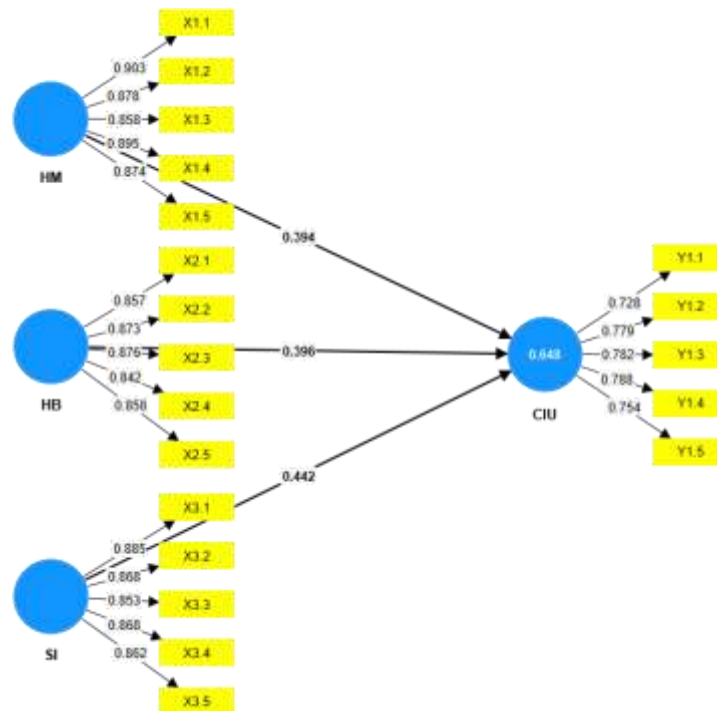 X1.1
0.903
X1.2
0.878
X1.3
0.858
0.895
X1.4
0.874
HM
X1.5
0.394
X2.1
0.857
X2.2
0.873
X2.3
0.876
0.396
0.842
X2.4
0.858
HB
X2.5
Y1.1
0.728
Y1.2
0.779
0.648
0.782
Y1.3
0.788
Y1.4
0.754
CIU
Y1.5
0.442
X3.1
0.885
X3.2
0.868
0.853
X3.3
0.868
X3.4
0.862
SI
X3.5